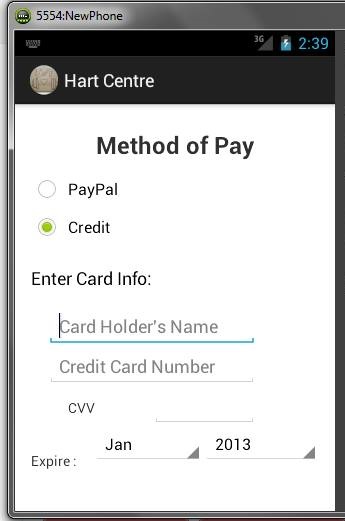 5554:NewPhone
3G 2:39
Hart Centre
Method of Pay
PayPal
Credit
Enter Card Info:
Card Holder's Name
Credit Card Number
CVV
Expire : Jan 2013